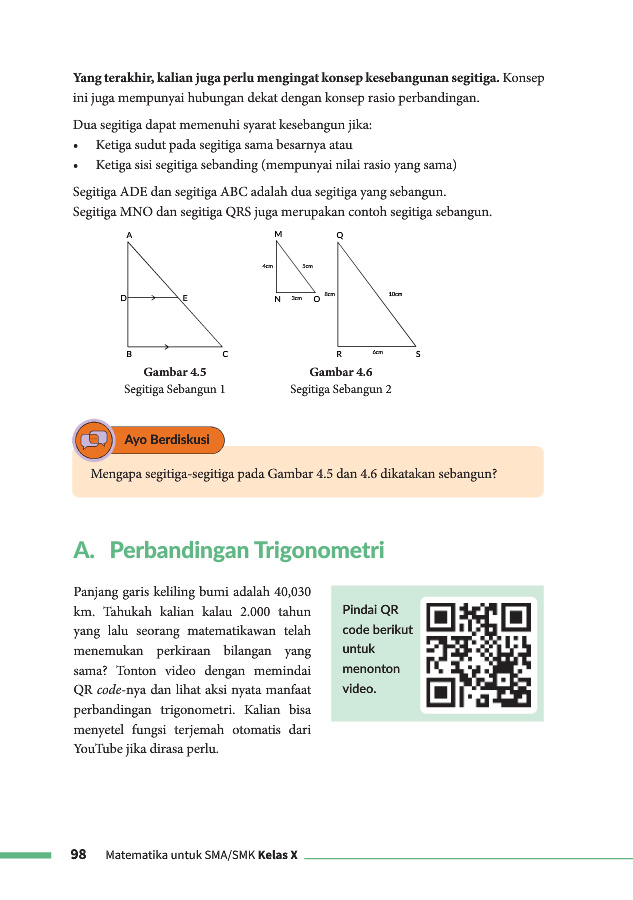 Yang terakhir, kalian juga perlu mengingat konsep kesebangunan segitiga. Konsep
ini juga mempunyai hubungan dekat dengan konsep rasio perbandingan.
Dua segitiga dapat memenuhi syarat kesebangun jika:
• Ketiga sudut pada segitiga sama besarnya atau
• Ketiga sisi segitiga sebanding (mempunyai nilai rasio yang sama)
Segitiga ADE dan segitiga ABC adalah dua segitiga yang sebangun.
Segitiga MNO dan segitiga QRS juga merupakan contoh segitiga sebangun.
A
D
E
B
C
Gambar 4.5
Segitiga Sebangun 1
M
4cm
5cm
N
3cm
O
Q
8cm
10cm
R
6cm
S
Gambar 4.6
Segitiga Sebangun 2
Ayo Berdiskusi
Mengapa segitiga-segitiga pada Gambar 4.5 dan 4.6 dikatakan sebangun?
A. Perbandingan Trigonometri
Panjang garis keliling bumi adalah 40,030
km. Tahukah kalian kalau 2.000 tahun
yang lalu seorang matematikawan telah
menemukan perkiraan bilangan yang
sama? Tonton video dengan memindai
QR code-nya dan lihat aksi nyata manfaat
perbandingan trigonometri. Kalian bisa
menyetel fungsi terjemah otomatis dari
YouTube jika dirasa perlu.
Pindai QR
code berikut
untuk
menonton
video.
98 Matematika untuk SMA/SMK Kelas X